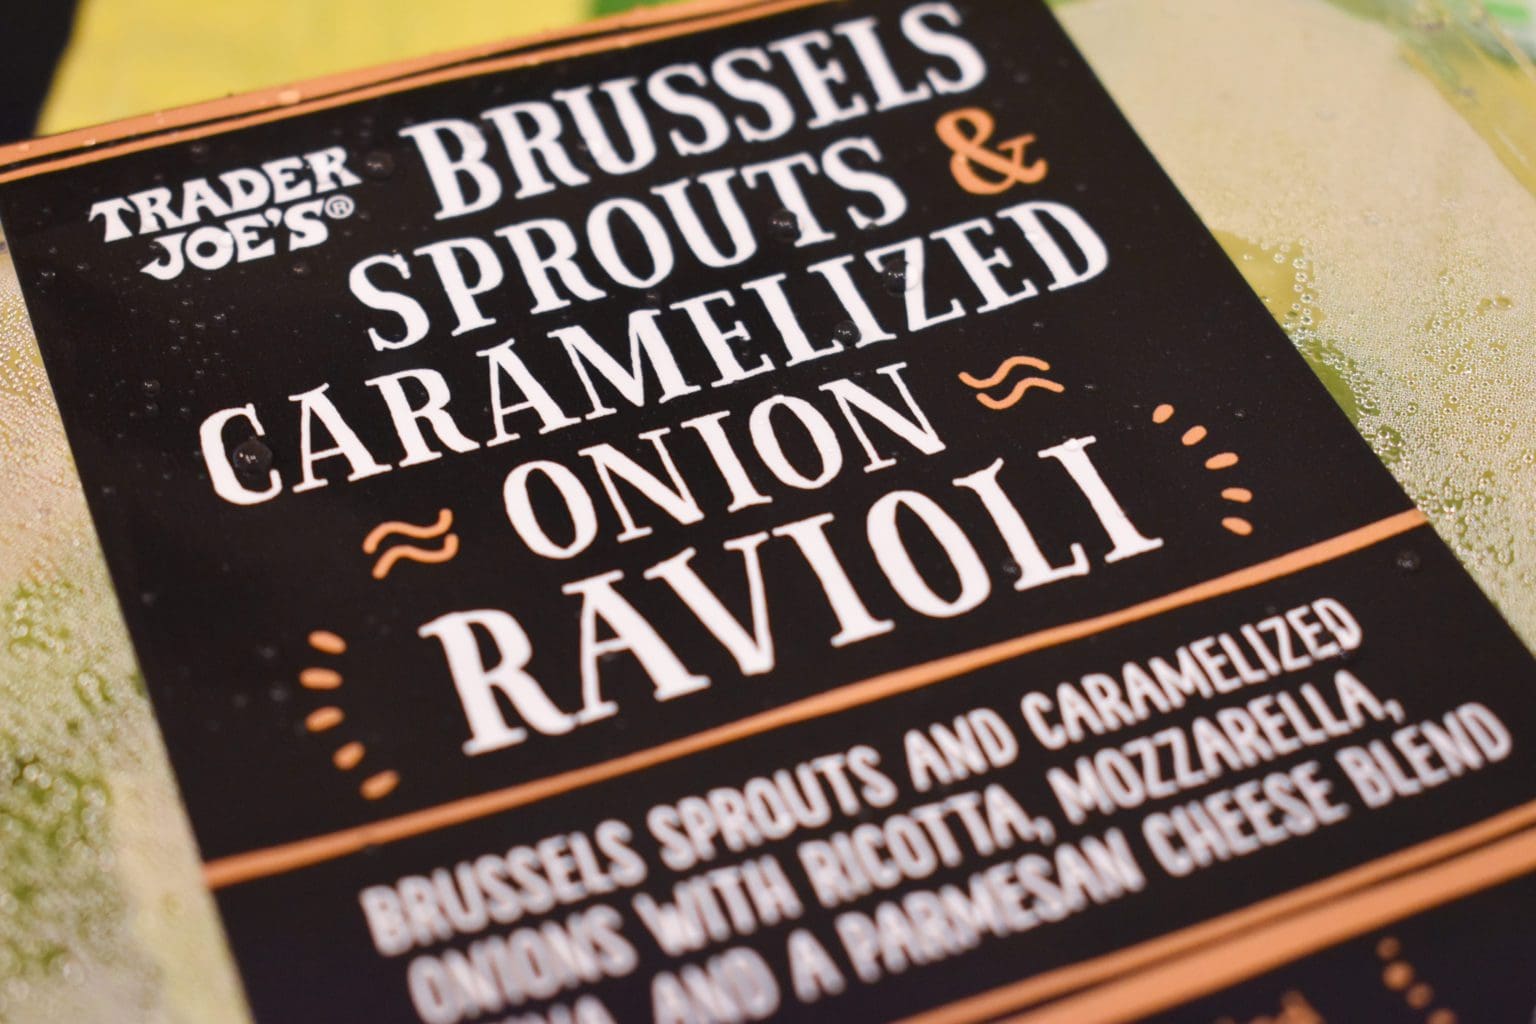 TRADER
JOE'S®
BRUSSELS
SPROUTS &
CARAMELIZED
ONION
RAVIOLI
BRUSSELS SPROUTS AND CARAMELIZED
ONIONS WITH RICOTTA, MOZZARELLA,
AND A PARMESAN CHEESE BLEND